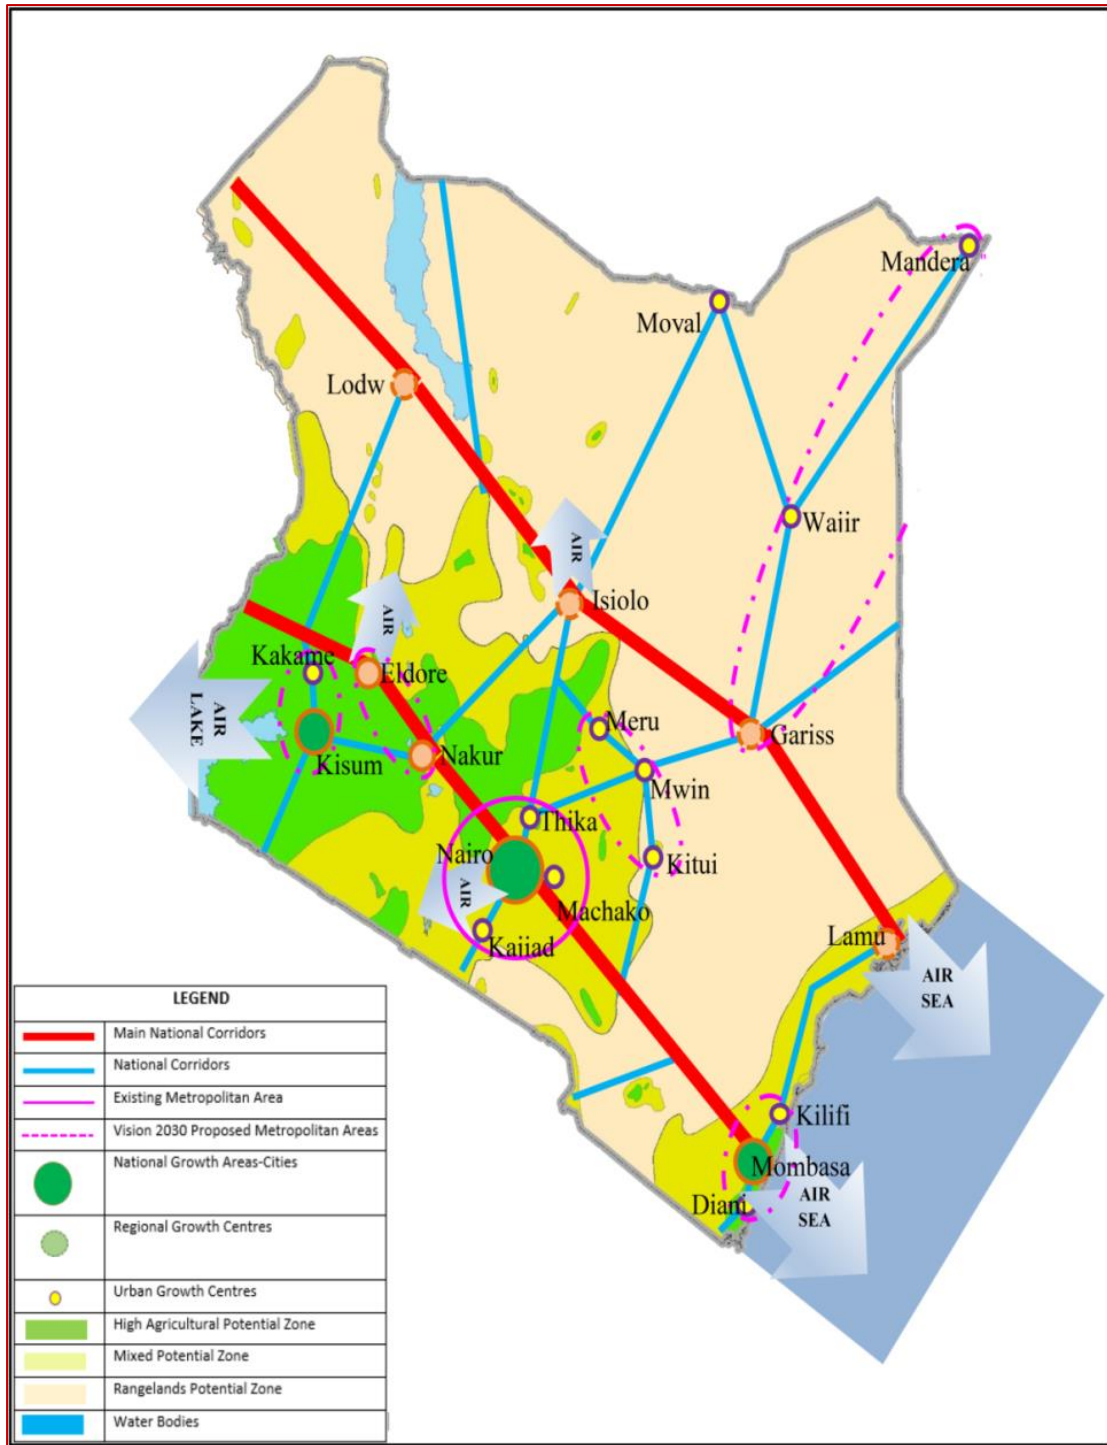 Mandera
Moval
Lodw
Waiir
AIR
Isiolo
AIR
Kakame
Eldore
AIR
LAKE
Meru
Gariss
Kisum
Nakur
Mwin
Thika
Nairo
Kitui
AIR
Machako
Lamu
Kaiiad
AIR
SEA
LEGEND
Main National Corridors
National Corridors
Existing Metropolitan Area
Vision 2030 Proposed Metropolitan Areas
National Growth Areas-Cities
Regional Growth Centres
Urban Growth Centres
High Agricultural Potential Zone
Mixed Potential Zone
Rangelands Potential Zone
Water Bodies
Kilifi
Mombasa
Diani
AIR
SEA